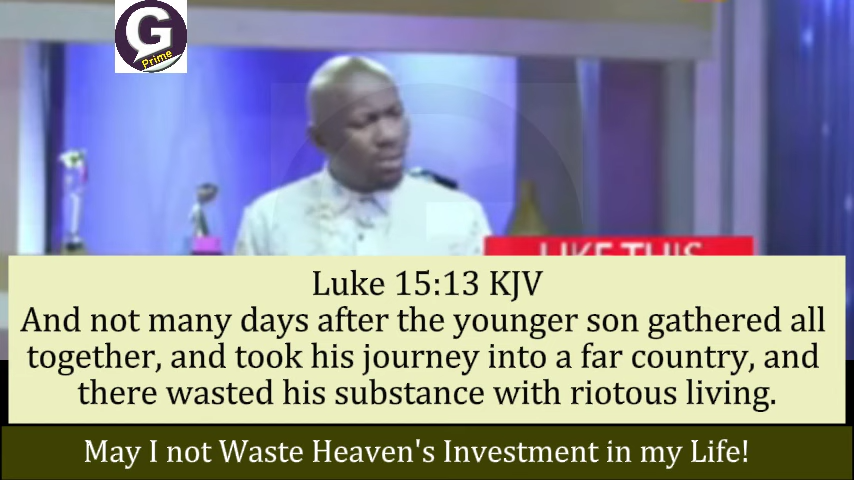 G
Prime
LIKE THIS
Luke 15:13 KJV
And not many days after the younger son gathered all
together, and took his journey into a far country, and
there wasted his substance with riotous living.
May I not Waste Heaven's Investment in my Life!